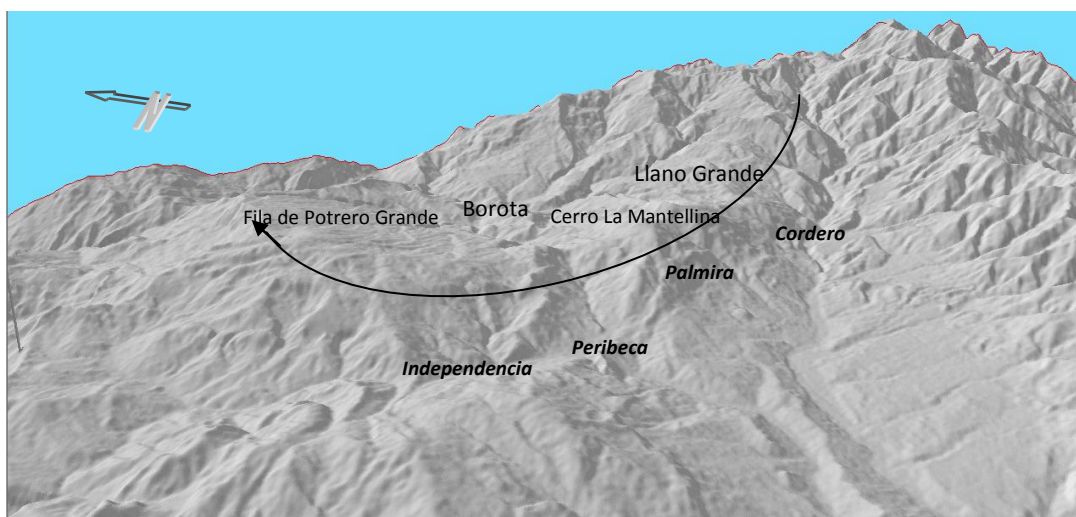 N
Llano Grande
Fila de Potrero Grande
Borota
Cerro La Mantellina
Cordero
Palmira
Peribeca
Independencia